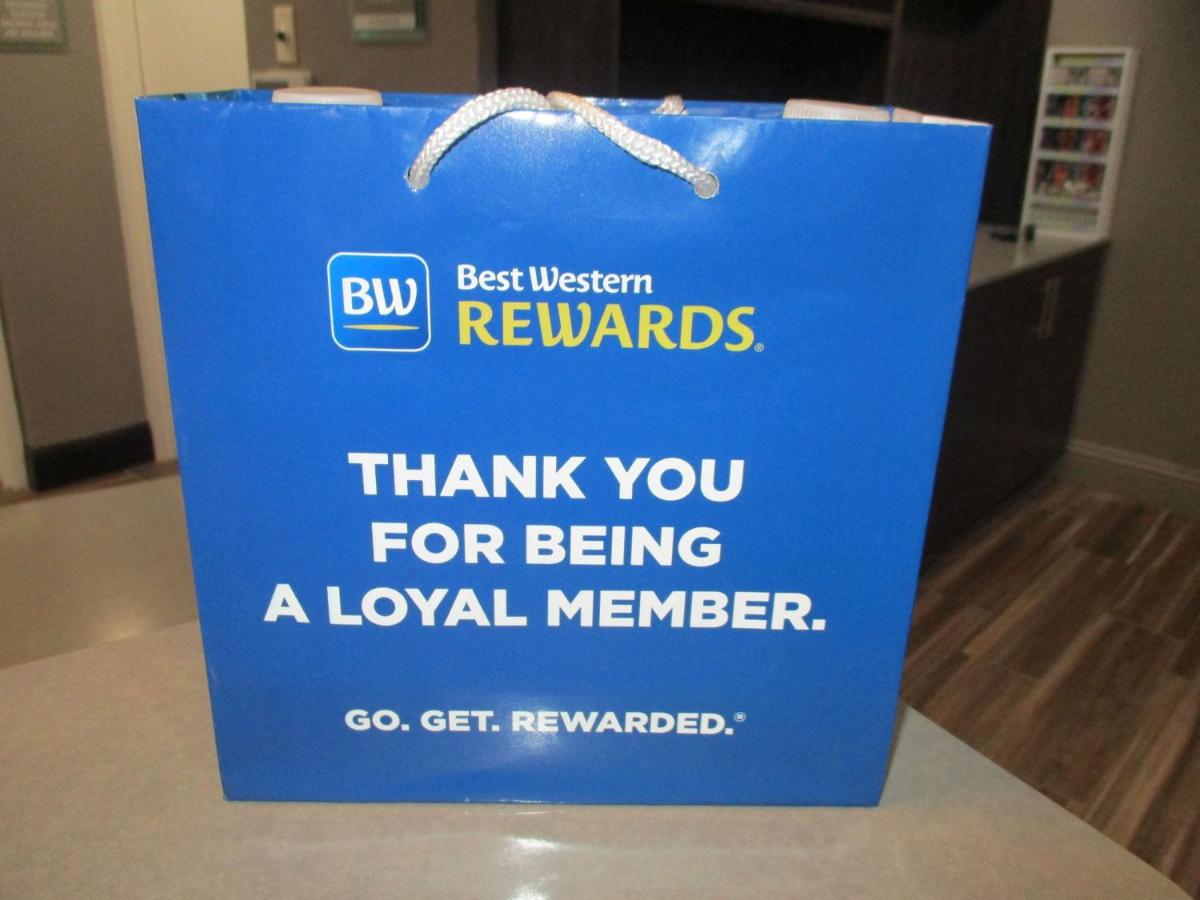 BW
Best Western
REWARDS®
THANK YOU
FOR BEING
A LOYAL MEMBER.
GO. GET. REWARDED.®